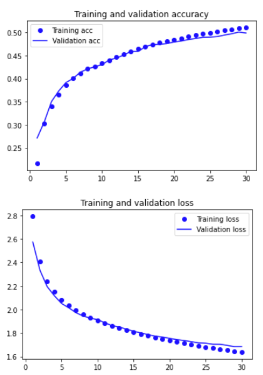 Training and validation accuracy
0.50
0.45
0.40
0.35
0.30
0.25
Training acc
Validation acc
0 5 10 15 20 25 30
Training and validation loss
2.8
2.6
2.4
2.2
2.0
1.8
1.6
Training loss
Validation loss
0 5 10 15 20 25 30